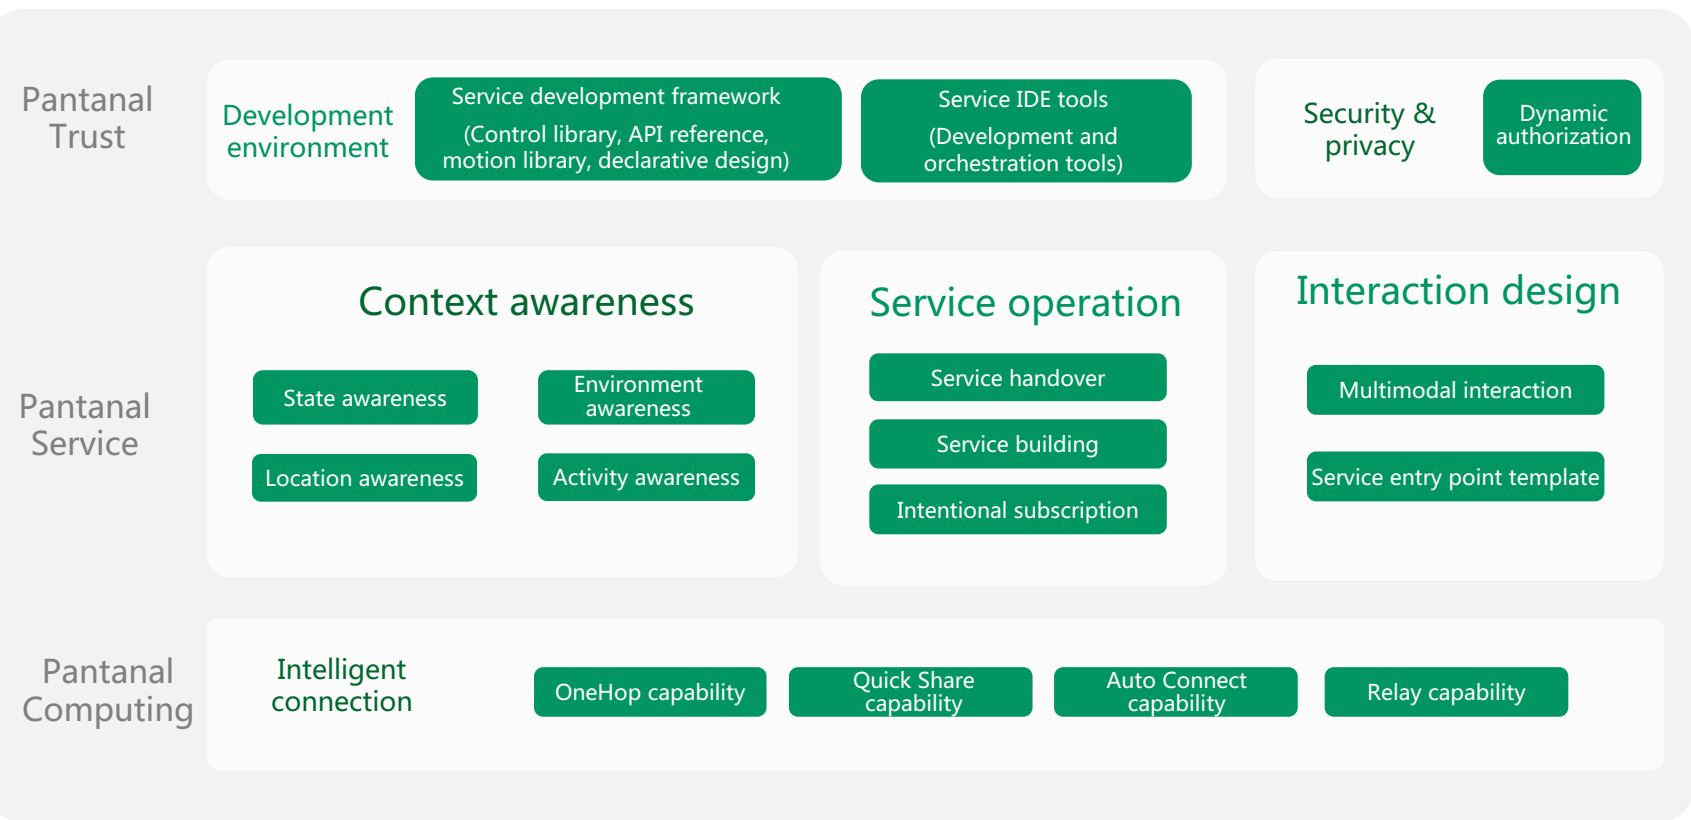 Pantanal
Trust
Development
environment
Service development framework
(Control library, API reference,
motion library, declarative design)
Service IDE tools
(Development and
orchestration tools)
Security &
privacy
Dynamic
authorization
Pantanal
Service
Context awareness
State awareness
Environment
awareness
Location awareness
Activity awareness
Service operation
Service handover
Service building
Intentional subscription
Interaction design
Multimodal interaction
Service entry point template
Pantanal
Computing
Intelligent
connection
OneHop capability
Quick Share
capability
Auto Connect
capability
Relay capability